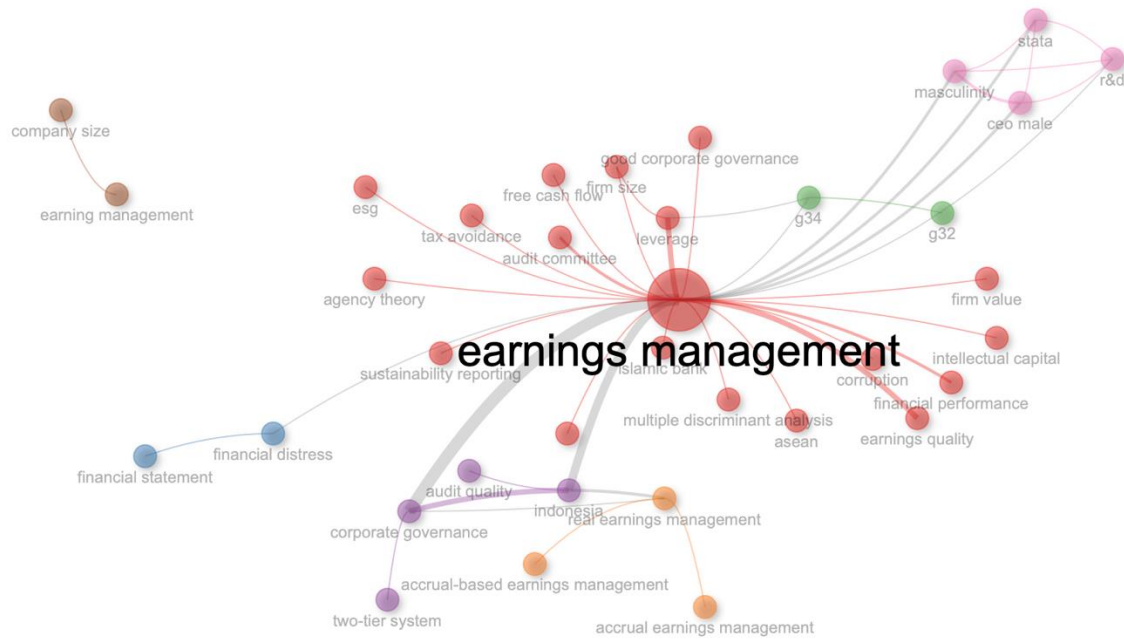 stata
r&d
masculinity
ceo male
company size
good corporate governance
firm size
free cash flow
esg
earning management
g34
g32
tax avoidance
leverage
audit committee
agency theory
firm value
earnings management
intellectual capital
islamic bank
sustainability reporting
corruption
financial performance
multiple discriminant analysis
asean
earnings quality
financial distress
financial statement
audit quality
indonesia
real earnings management
corporate governance
accrual-based earnings management
two-tier system
accrual earnings management